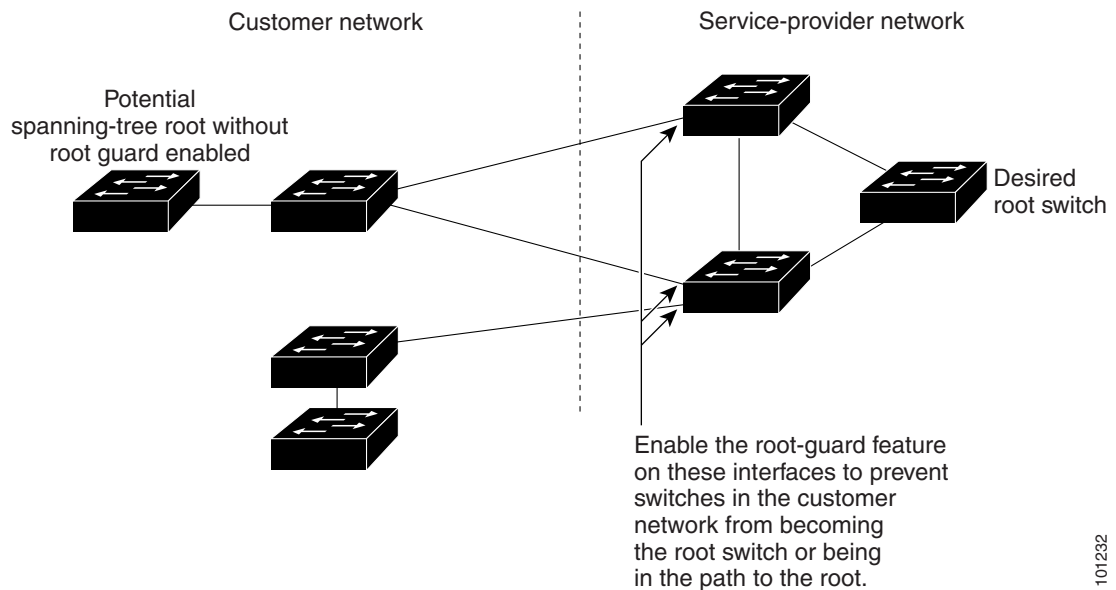 Customer network
Service-provider network
Potential
spanning-tree root without
root guard enabled
Desired
root switch
Enable the root-guard feature
on these interfaces to prevent
switches in the customer
network from becoming
the root switch or being
in the path to the root.
101232